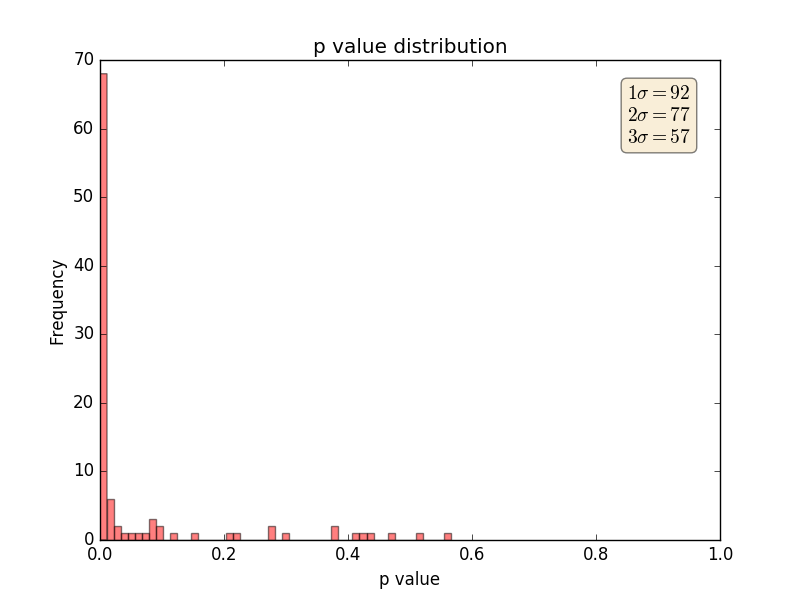 p value distribution
70
60
50
40
30
20
10
0
Frequency
1σ = 92
2σ = 77
3σ = 57
0.0 0.2 0.4 0.6 0.8 1.0
p value